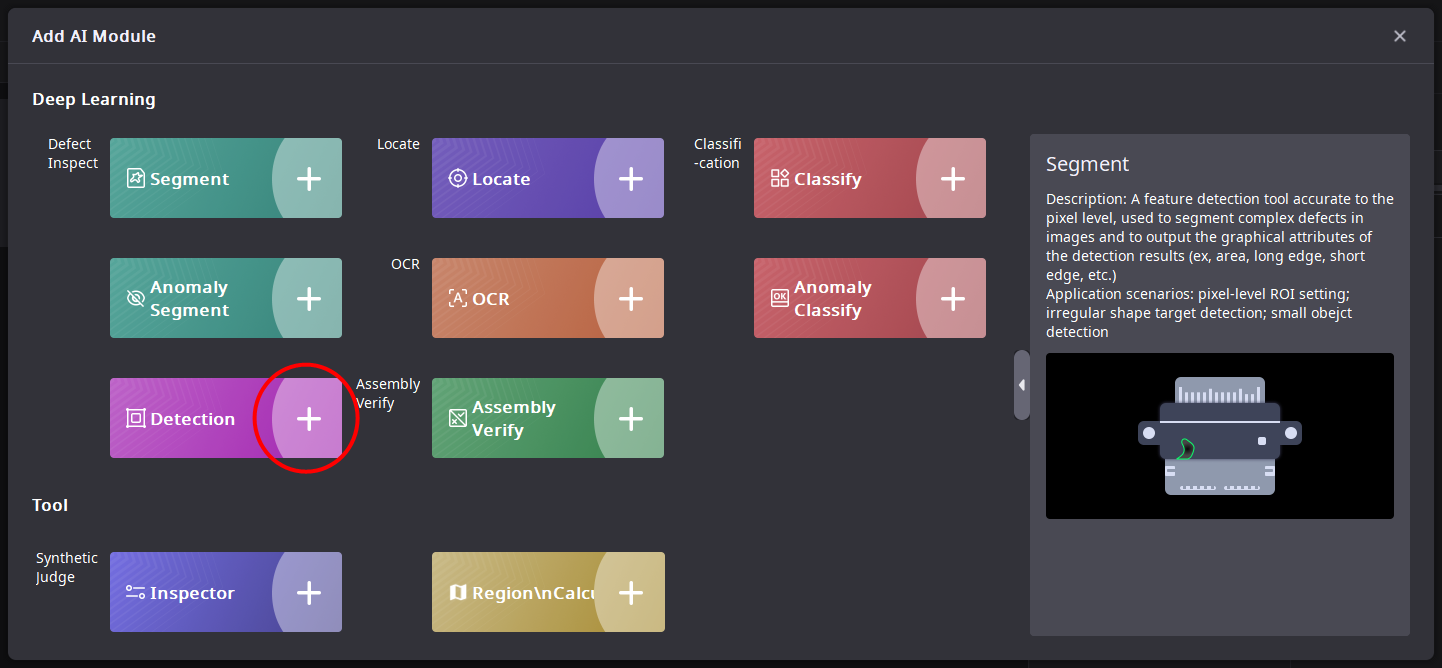 Add AI Module
Deep Learning
Defect
Inspect
Segment
Locate
Locate
Classifi
-cation
Classify
Anomaly
Segment
OCR
OCR
Anomaly
Classify
Detection
Assembly
Verify
Assembly
Verify
Tool
Synthetic
Judge
Inspector
Region\nCalcu
Segment
Description: A feature detection tool accurate to the
pixel level, used to segment complex defects in
images and to output the graphical attributes of
the detection results (ex, area, long edge, short
edge, etc.)
Application scenarios: pixel-level ROI setting;
irregular shape target detection; small obejct
detection